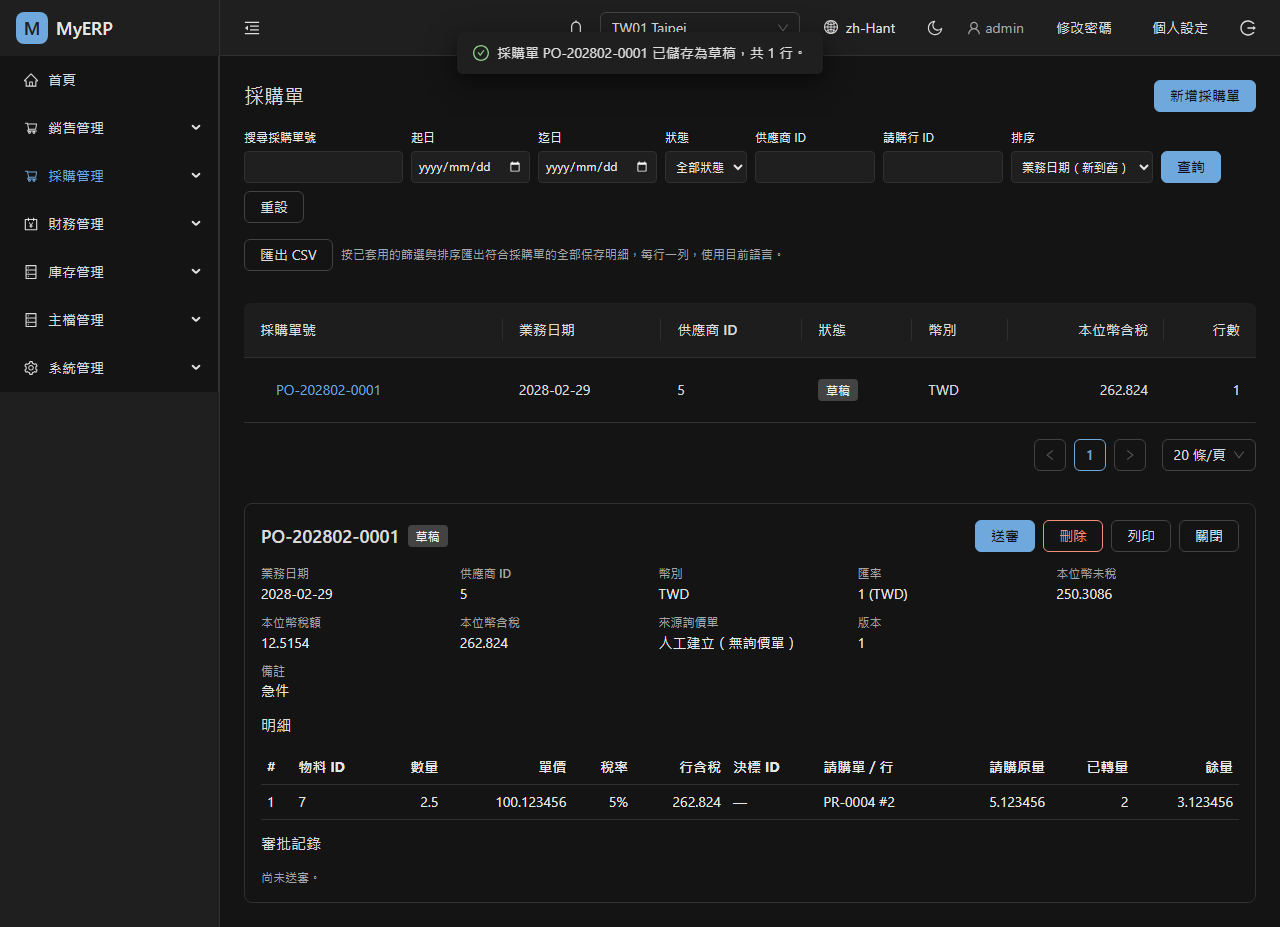 M MyERP
TW01 Taipei
zh-Hant
admin
修改密碼
個人設定
採購單 PO-202802-0001 已儲存為草稿，共 1 行。
首頁
銷售管理
採購管理
財務管理
庫存管理
主檔管理
系統管理
採購單
新增採購單
搜尋採購單號 起日 迄日 狀態 供應商 ID 請購行 ID 排序
yyyy/mm/dd yyyy/mm/dd 全部狀態 業務日期（新到舊） 查詢
重設
匯出 CSV 按已套用的篩選與排序匯出符合採購單的全部保存明細，每行一列，使用目前語言。
採購單號 業務日期 供應商 ID 狀態 幣別 本位幣含稅 行數
PO-202802-0001 2028-02-29 5 草稿 TWD 262.824 1
< 1 > 20 條/頁
PO-202802-0001 草稿 送審 刪除 列印 關閉
業務日期 供應商 ID 幣別 匯率 本位幣未稅
2028-02-29 5 TWD 1 (TWD) 250.3086
本位幣稅額 本位幣含稅 來源詢價單 版本
12.5154 262.824 人工建立（無詢價單） 1
備註
急件
明細
# 物料 ID 數量 單價 稅率 行含稅 決標 ID 請購單 / 行 請購原量 已轉量 餘量
1 7 2.5 100.123456 5% 262.824 — PR-0004 #2 5.123456 2 3.123456
審批記錄
尚未送審。